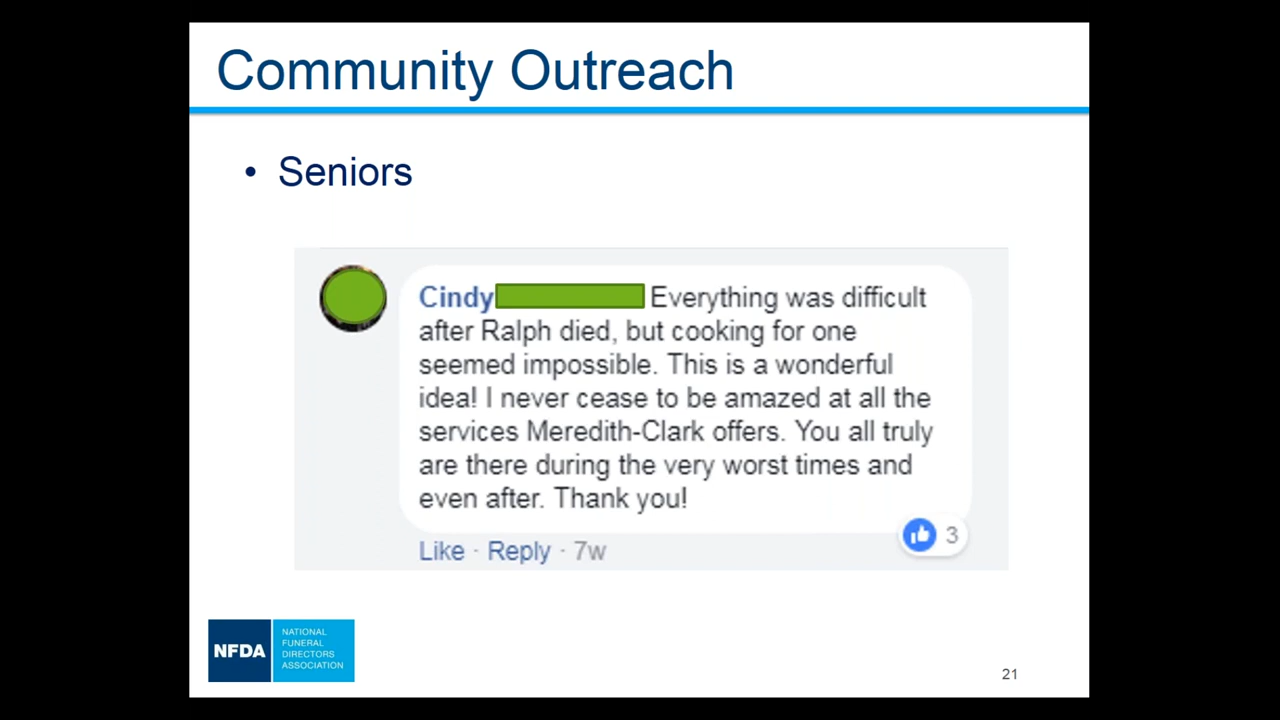 Community Outreach
• Seniors
Cindy Everything was difficult
after Ralph died, but cooking for one
seemed impossible. This is a wonderful
idea! I never cease to be amazed at all the
services Meredith-Clark offers. You all truly
are there during the very worst times and
even after. Thank you!
3
Like · Reply · 7w
NFDA
NATIONAL
FUNERAL
DIRECTORS
ASSOCIATION
21